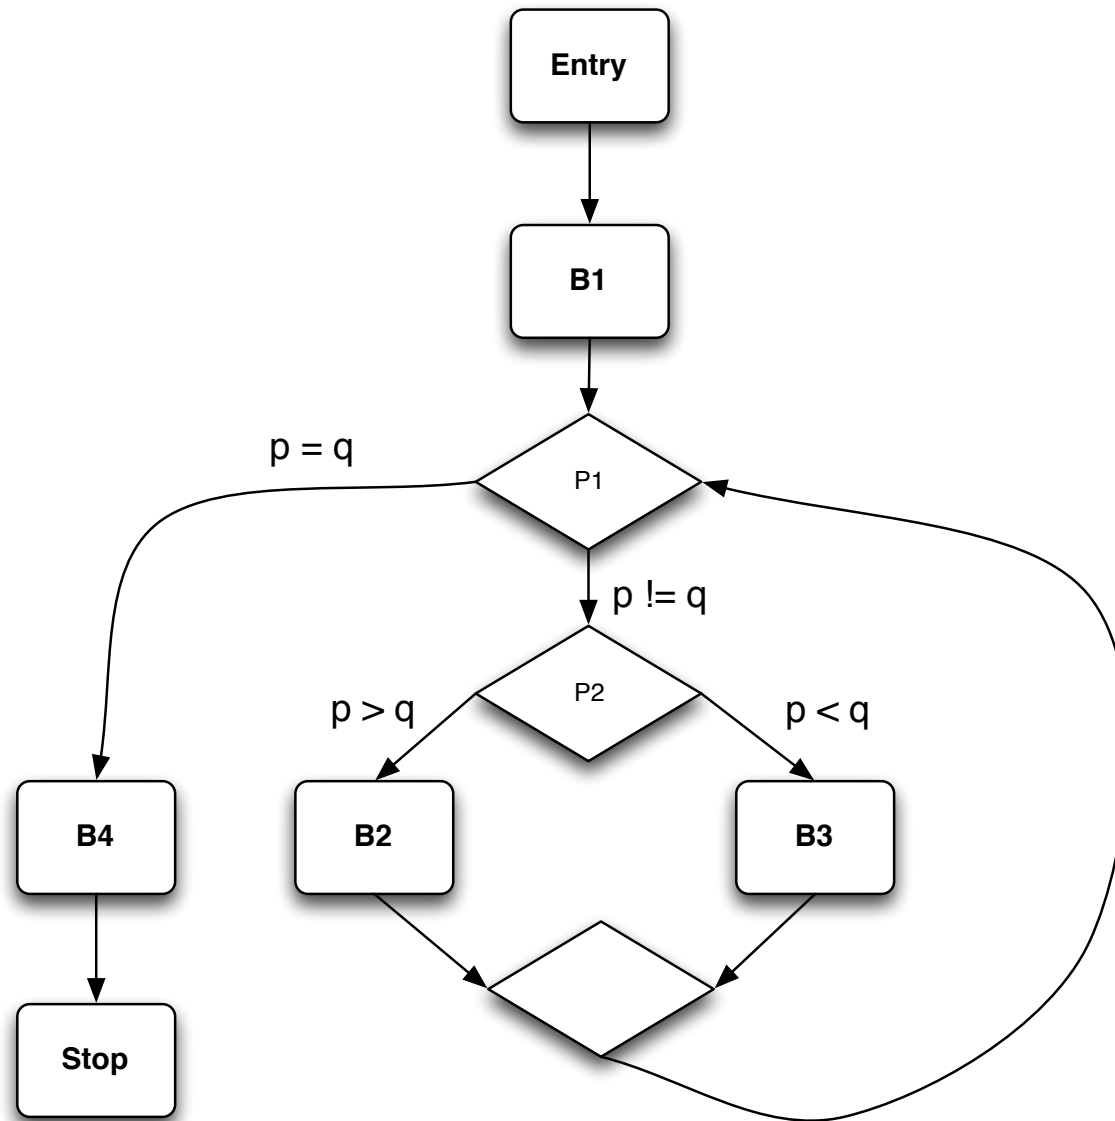 Entry
B1
p = q
P1
p != q
P2
p > q
p < q
B4
B2
B3
Stop